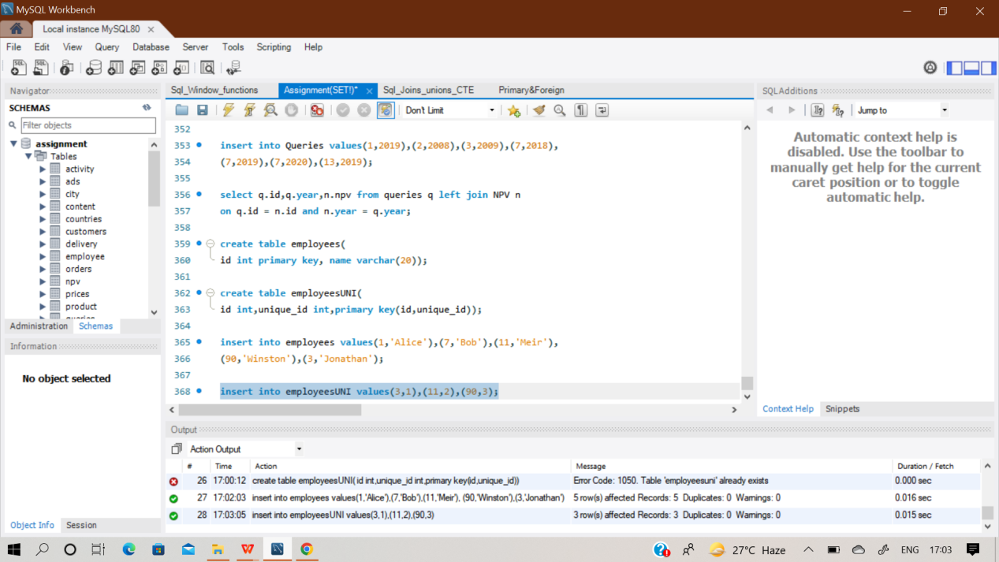 MySQL Workbench
Local instance MySQL80
File Edit View Query Database Server Tools Scripting Help
Navigator
SCHEMAS
Filter objects
assignment
Tables
activity
ads
city
content
countries
customers
delivery
employee
orders
npv
prices
product
Administration Schemas
Information
No object selected
Object Info Session
Sql_Window_functions Assignment(SET!)* Sql_Joins_unions_CTE Primary&Foreign
Don't Limit
352
353 insert into Queries values(1,2019),(2,2008),(3,2009),(7,2018),
354 (7,2019),(7,2020),(13,2019);
355
356 select q.id,q.year,n.npv from queries q left join NPV n
357 on q.id = n.id and n.year = q.year;
358
359 create table employees(
360 id int primary key, name varchar(20));
361
362 create table employeesUNI(
363 id int,unique_id int,primary key(id,unique_id));
364
365 insert into employees values(1,'Alice'),(7,'Bob'),(11,'Meir'),
366 (90,'Winston'),(3,'Jonathan');
367
368 insert into employeesUNI values(3,1),(11,2),(90,3);
SQLAdditions
Jump to
Automatic context help is
disabled. Use the toolbar to
manually get help for the current
caret position or to toggle
automatic help.
Context Help Snippets
Output
Action Output
# Time Action Message Duration / Fetch
26 17:00:12 create table employeesUNI( id int,unique_id int,primary key(id,unique_id)) Error Code: 1050. Table 'employeesuni' already exists 0.000 sec
27 17:02:03 insert into employees values(1,'Alice'),(7,'Bob'),(11,'Meir'), (90,'Winston'),(3,'Jonathan') 5 row(s) affected Records: 5 Duplicates: 0 Warnings: 0 0.016 sec
28 17:03:05 insert into employeesUNI values(3,1),(11,2),(90,3) 3 row(s) affected Records: 3 Duplicates: 0 Warnings: 0 0.015 sec
27°C Haze ENG 17:03